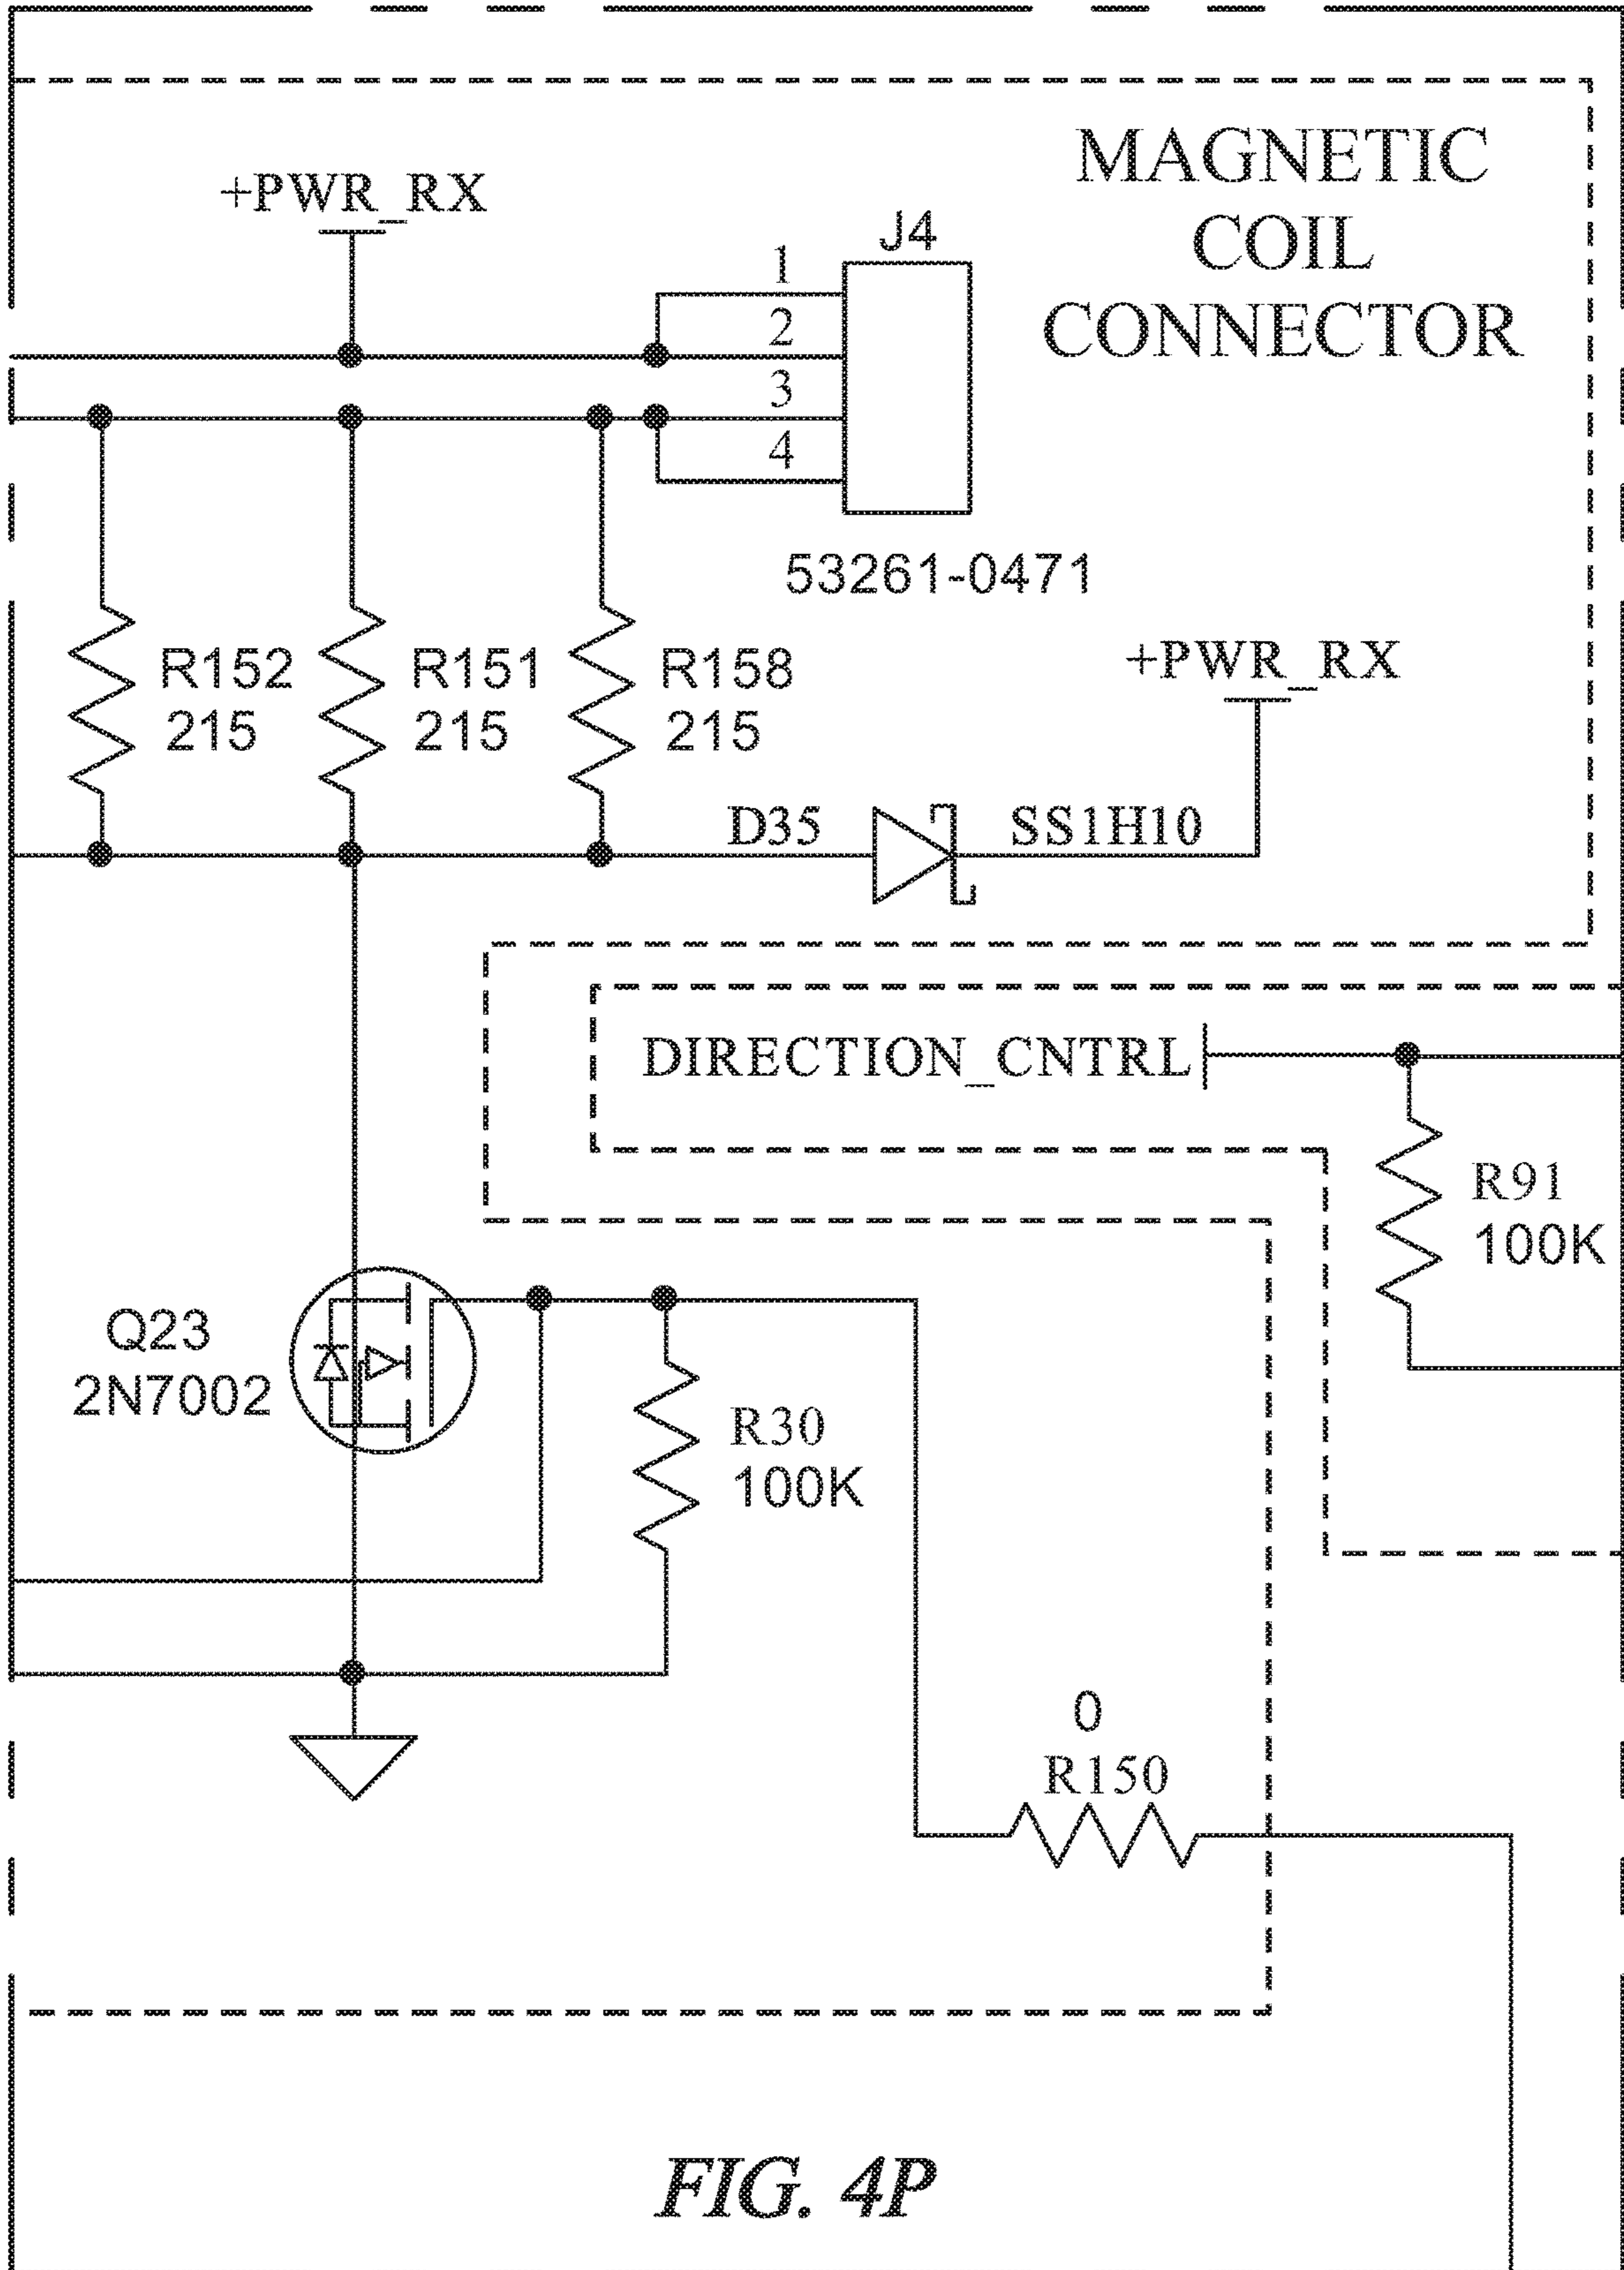 MAGNETIC
COIL
CONNECTOR
+PWR_RX
J4
1
2
3
4
53261-0471
R152
215
R151
215
R158
215
+PWR_RX
D35
SS1H10
DIRECTION_CNTRL
R91
100K
Q23
2N7002
R30
100K
0
R150
FIG. 4P